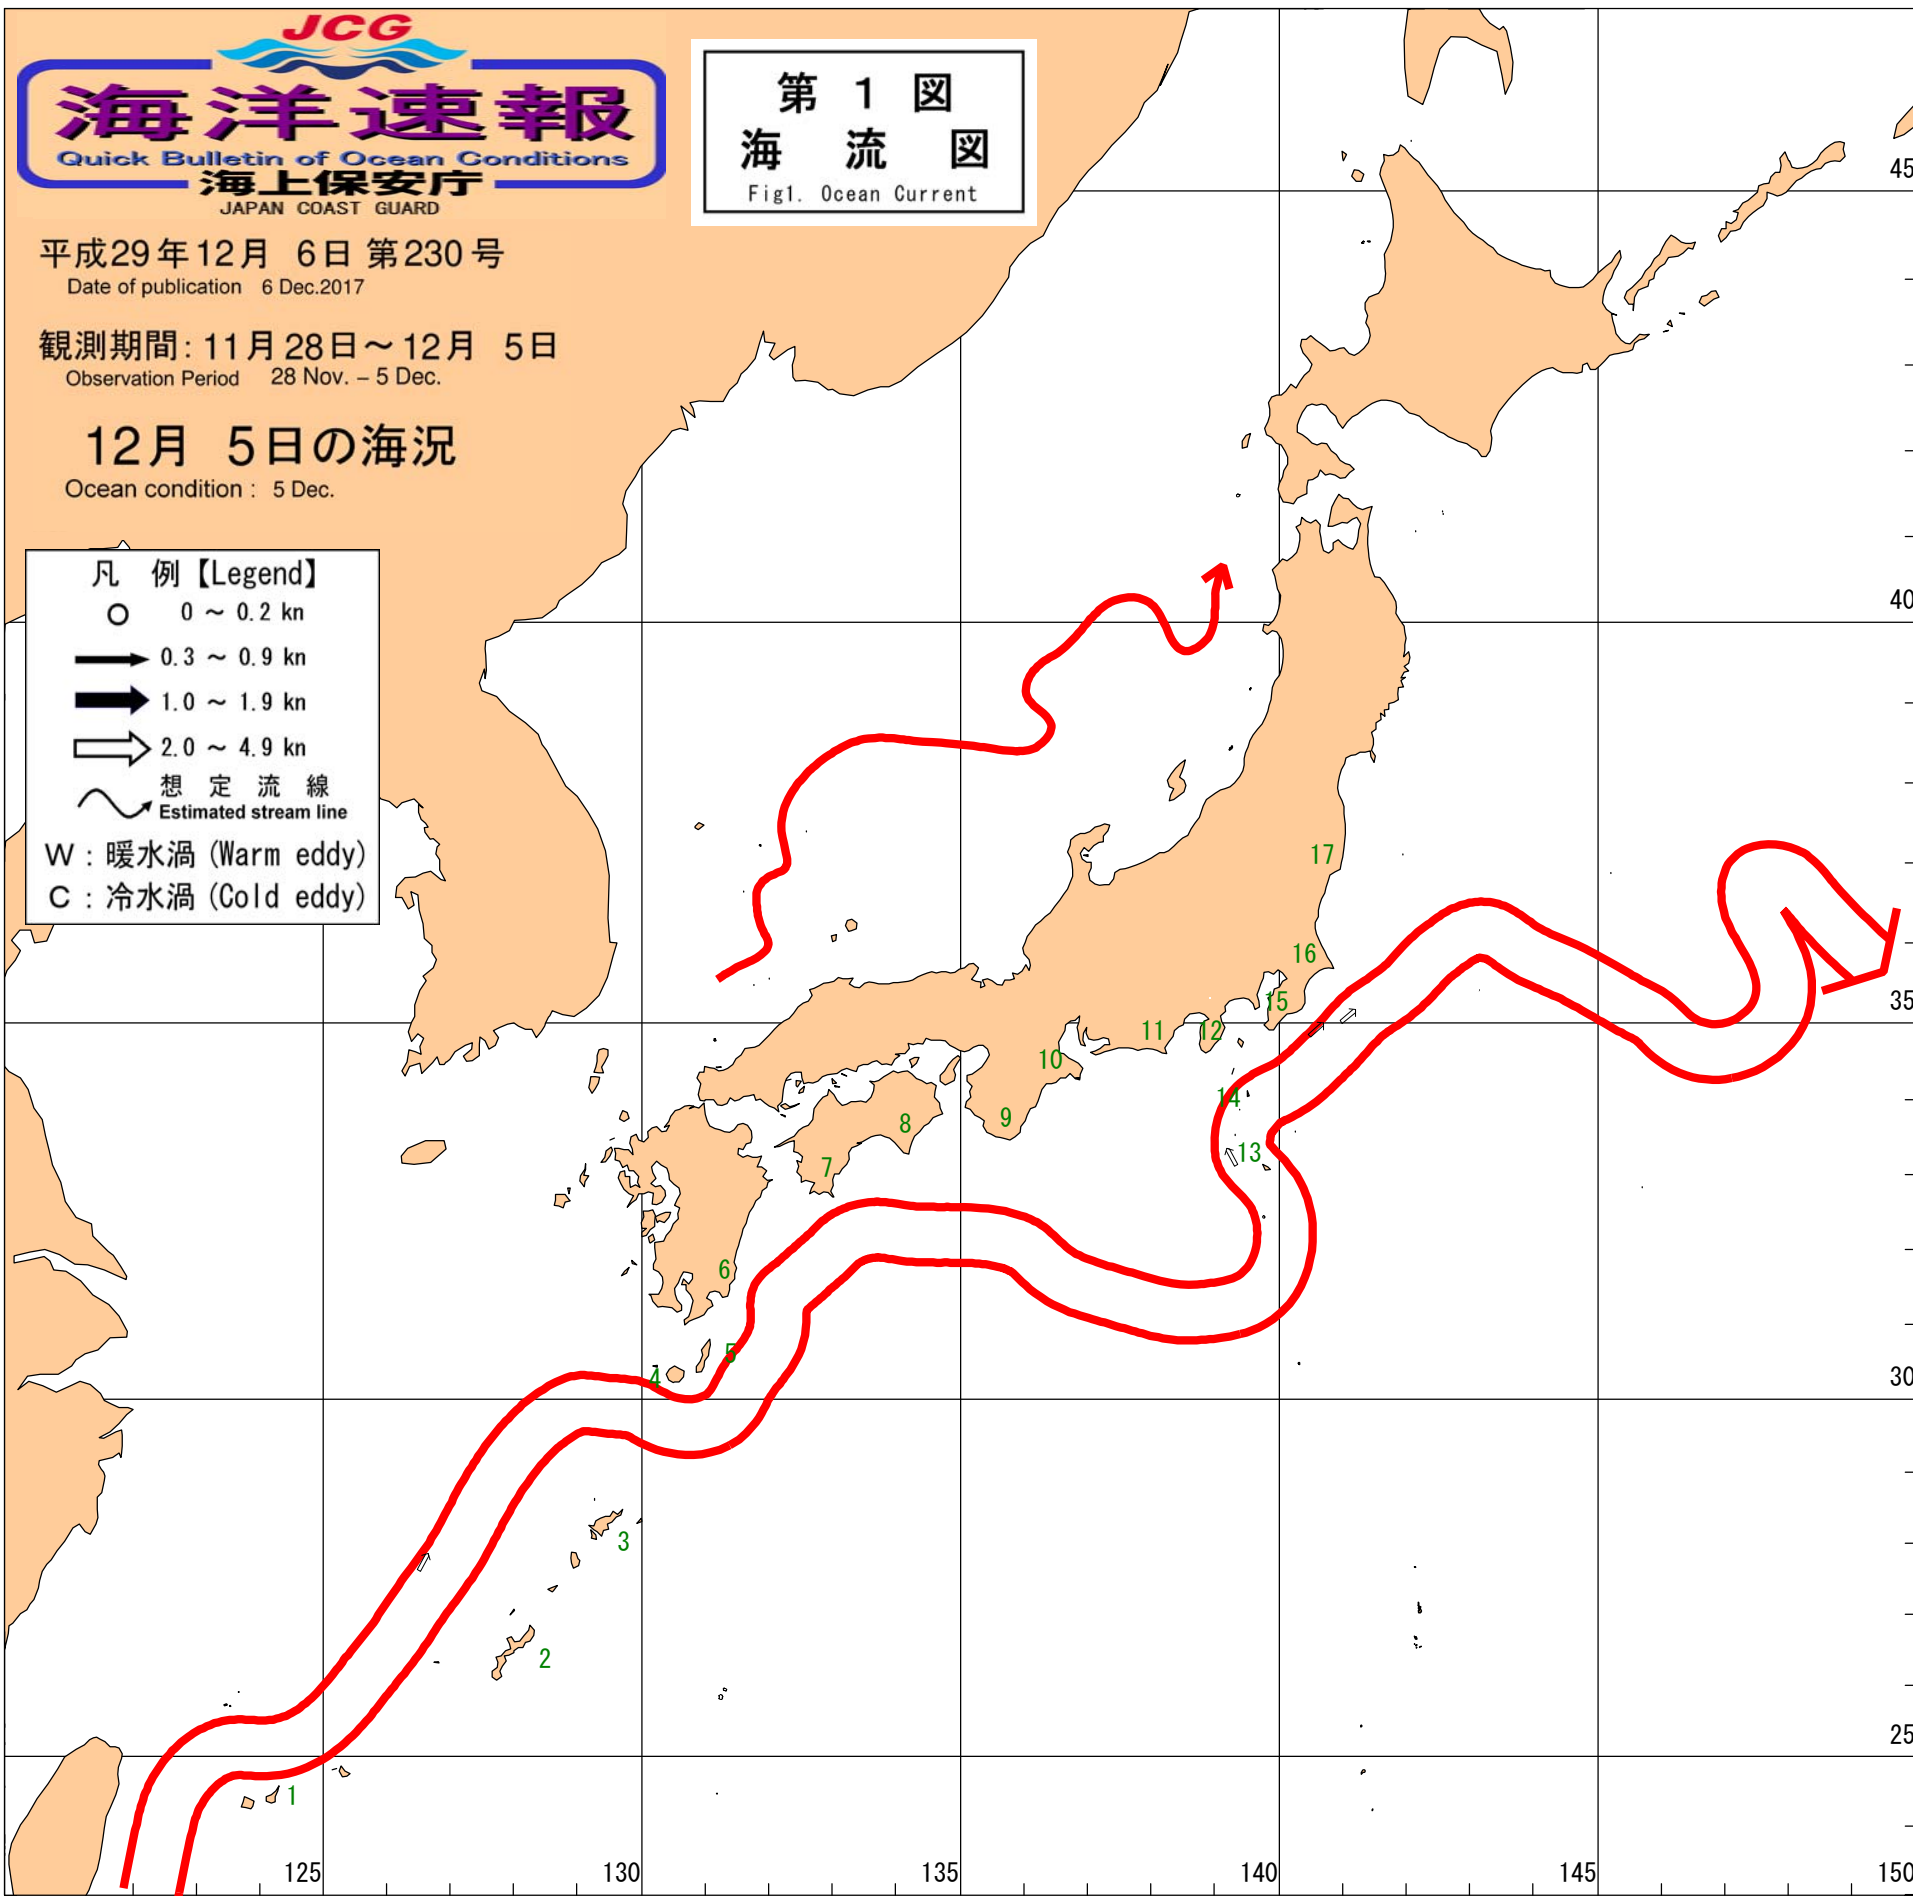 JCG
海洋速報
Quick Bulletin of Ocean Conditions
海上保安庁
JAPAN COAST GUARD
第 1 図
海 流 図
Fig1. Ocean Current
平成29年12月 6日 第230号
Date of publication 6 Dec.2017
観測期間: 11月28日～12月 5日
Observation Period 28 Nov. – 5 Dec.
12月 5日の海況
Ocean condition : 5 Dec.
凡 例【Legend】
0 ～ 0.2 kn
0.3 ～ 0.9 kn
1.0 ～ 1.9 kn
2.0 ～ 4.9 kn
想 定 流 線
Estimated stream line
W : 暖水渦 (Warm eddy)
C : 冷水渦 (Cold eddy)
45
40
35
30
25
17
16
15
14
13
12
11
10
9
8
7
6
5
4
3
2
1
125
130
135
140
145
150